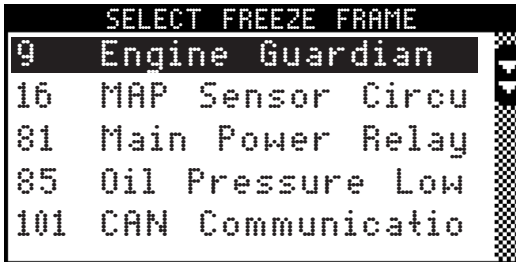 SELECT FREEZE FRAME
9 Engine Guardian
16 MAP Sensor Circu
81 Main Power Relay
85 Oil Pressure Low
101 CAN Communicatio